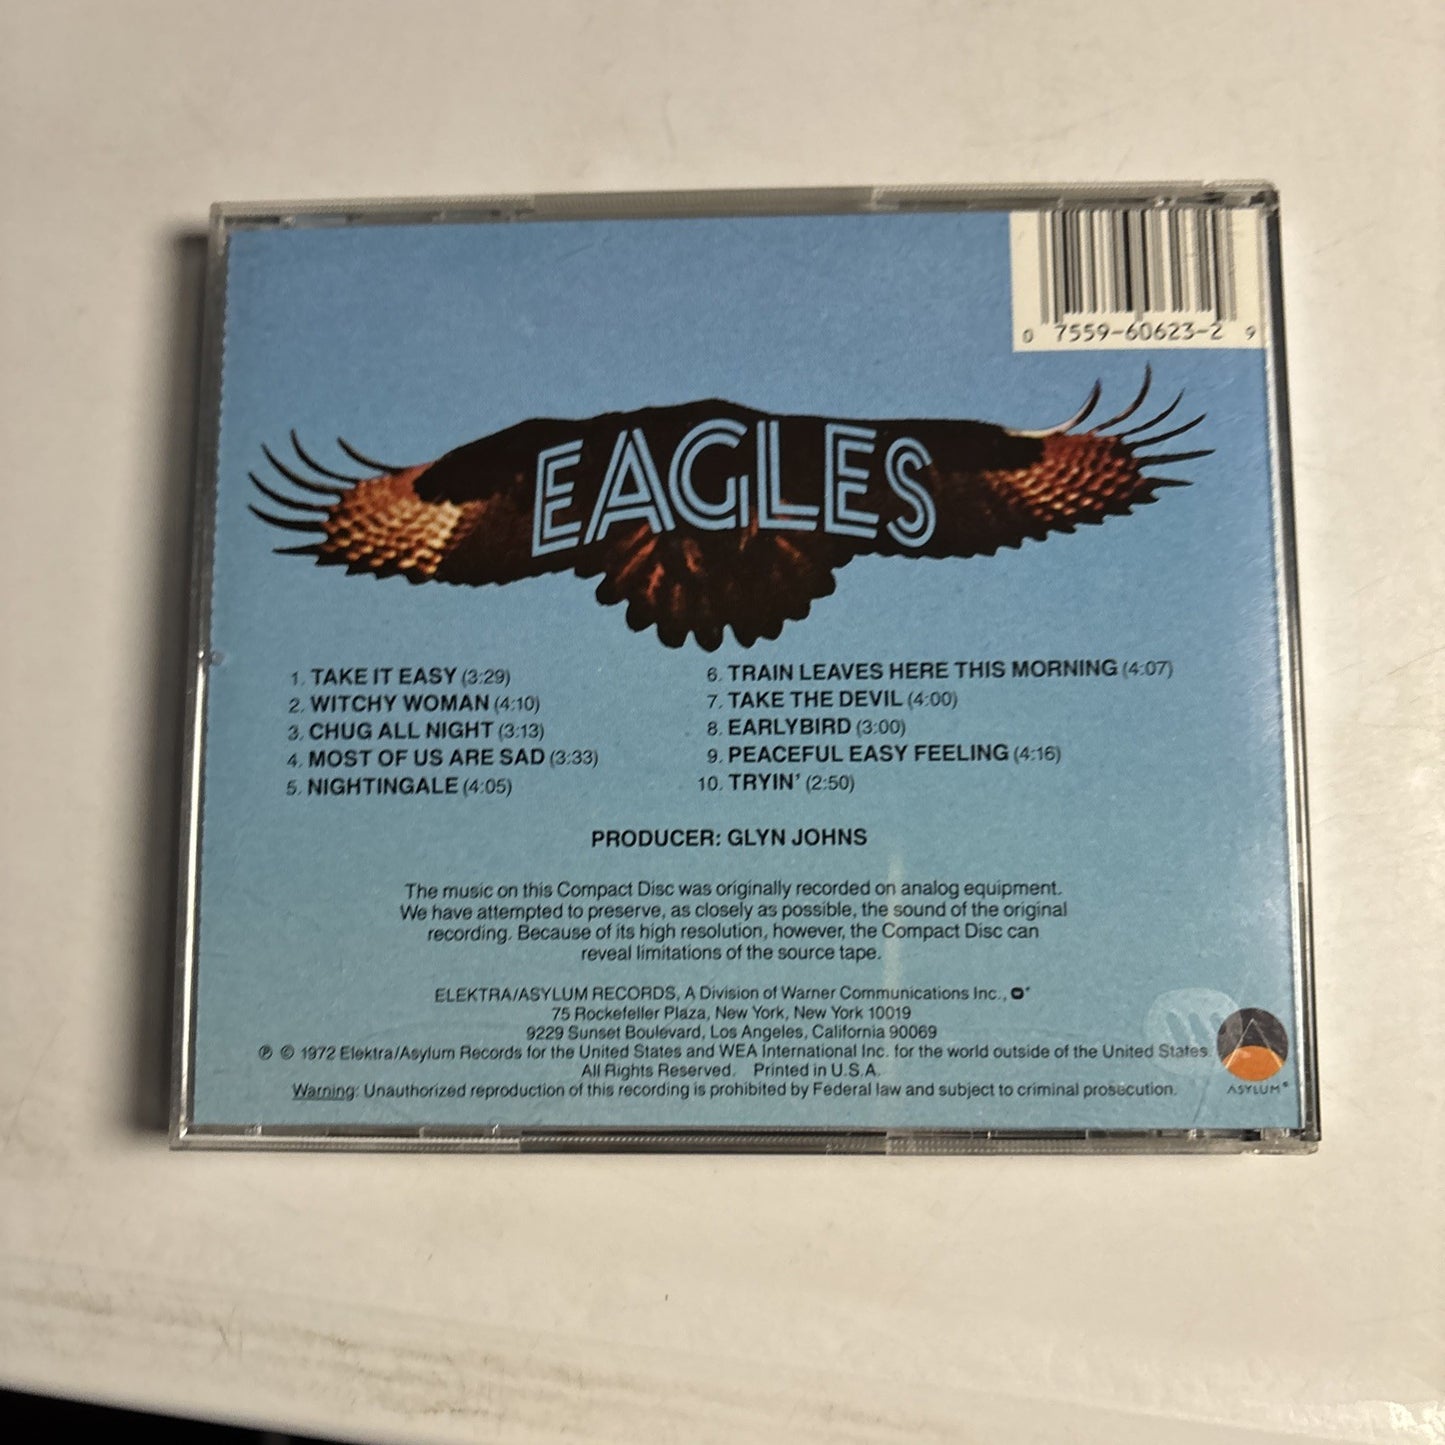 0 7559-60623-2 9
EAGLES
1. TAKE IT EASY (3:29)
2. WITCHY WOMAN (4:10)
3. CHUG ALL NIGHT (3:13)
4. MOST OF US ARE SAD (3:33)
5. NIGHTINGALE (4:05)
6. TRAIN LEAVES HERE THIS MORNING (4:07)
7. TAKE THE DEVIL (4:00)
8. EARLYBIRD (3:00)
9. PEACEFUL EASY FEELING (4:16)
10. TRYIN' (2:50)
PRODUCER: GLYN JOHNS
The music on this Compact Disc was originally recorded on analog equipment.
We have attempted to preserve, as closely as possible, the sound of the original
recording. Because of its high resolution, however, the Compact Disc can
reveal limitations of the source tape.
ELEKTRA/ASYLUM RECORDS, A Division of Warner Communications Inc.,
75 Rockefeller Plaza, New York, New York 10019
9229 Sunset Boulevard, Los Angeles, California 90069
℗ © 1972 Elektra/Asylum Records for the United States and WEA International Inc. for the world outside of the United States.
All Rights Reserved. Printed in U.S.A.
Warning: Unauthorized reproduction of this recording is prohibited by Federal law and subject to criminal prosecution.
ASYLUM®